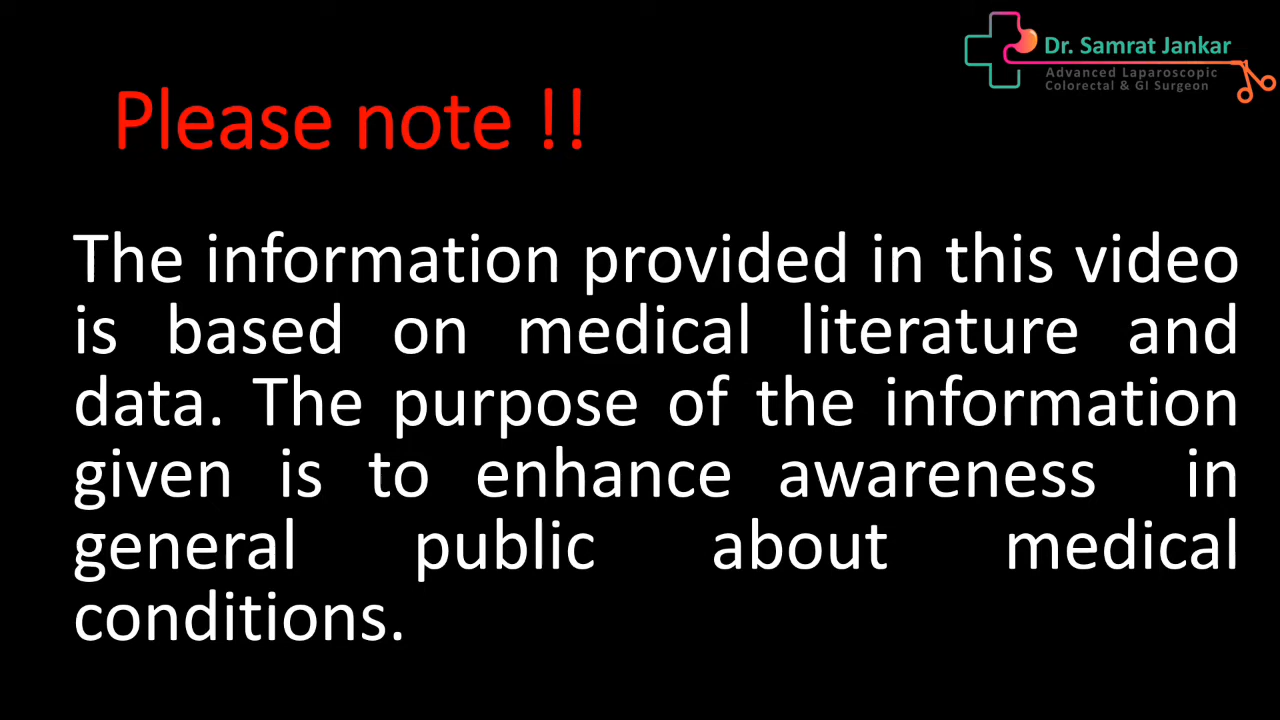 Dr. Samrat Jankar
Advanced Laparoscopic
Colorectal & GI Surgeon
Please note !!
The information provided in this video
is based on medical literature and
data. The purpose of the information
given is to enhance awareness in
general public about medical
conditions.